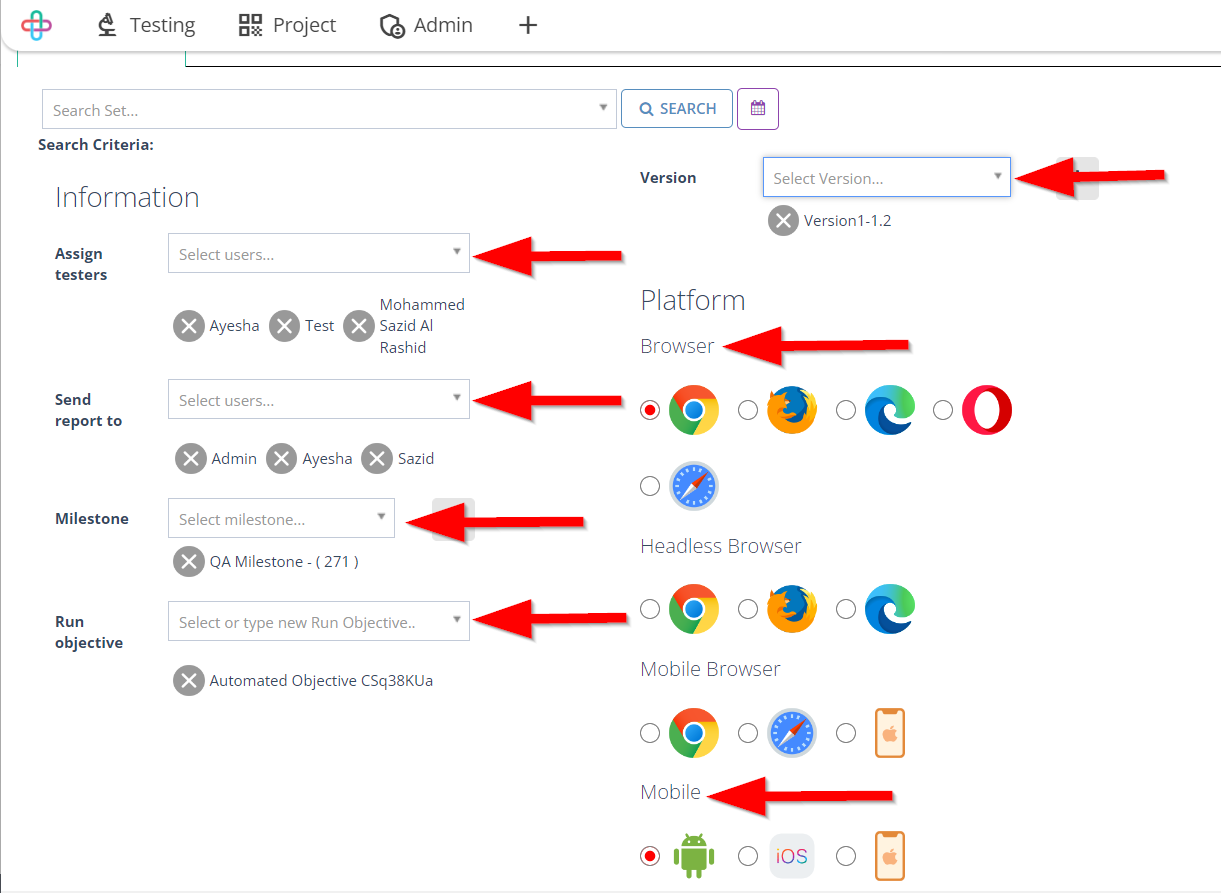 Testing Project Admin +
Search Set...
SEARCH
Search Criteria:
Information
Assign
testers
Select users...
Ayesha Test Mohammed
Sazid Al
Rashid
Send
report to
Select users...
Admin Ayesha Sazid
Milestone
Select milestone...
QA Milestone - ( 271 )
Run
objective
Select or type new Run Objective..
Automated Objective CSq38KUa
Version
Select Version...
Version1-1.2
Platform
Browser
Headless Browser
Mobile Browser
Mobile
iOS